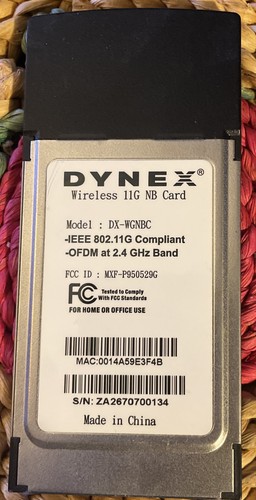 DYNEX®
Wireless 11G NB Card
Model : DX-WGNBC
-IEEE 802.11G Compliant
-OFDM at 2.4 GHz Band
FCC ID : MXF-P950529G
FC Tested to Comply
With FCC Standards
FOR HOME OR OFFICE USE
MAC:0014A59E3F4B
S/N: ZA2670700134
Made in China